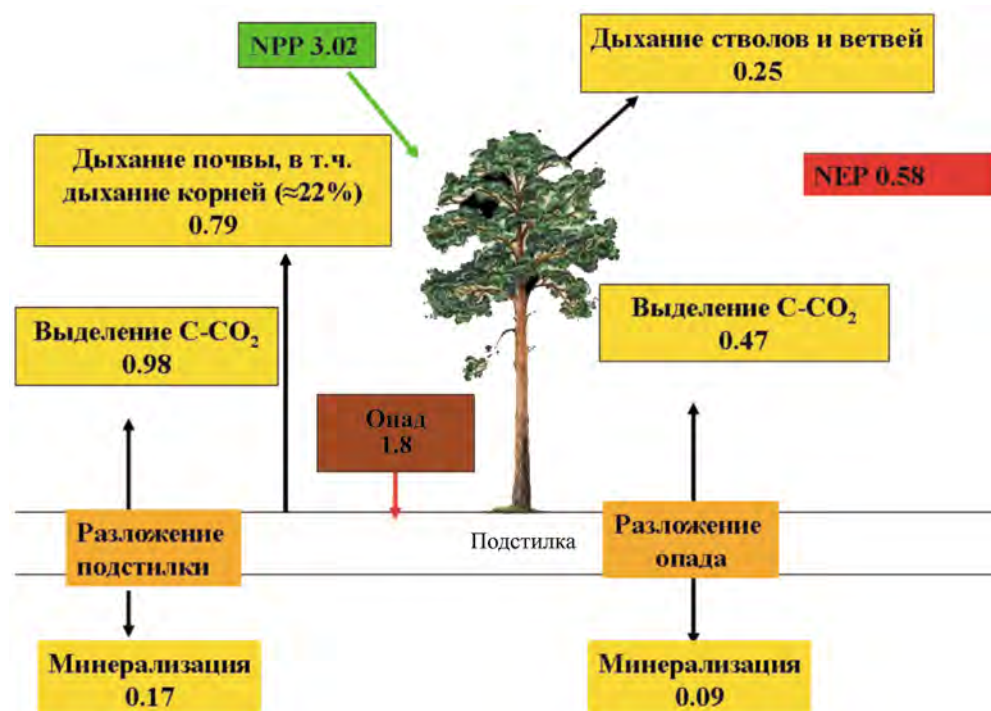 NPP 3.02
Дыхание стволов и ветвей
0.25
Дыхание почвы, в т.ч.
дыхание корней (≈22%)
0.79
NEP 0.58
Выделение C-CO₂
0.98
Выделение C-CO₂
0.47
Опад
1.8
Разложение
подстилки
Подстилка
Разложение
опада
Минерализация
0.17
Минерализация
0.09